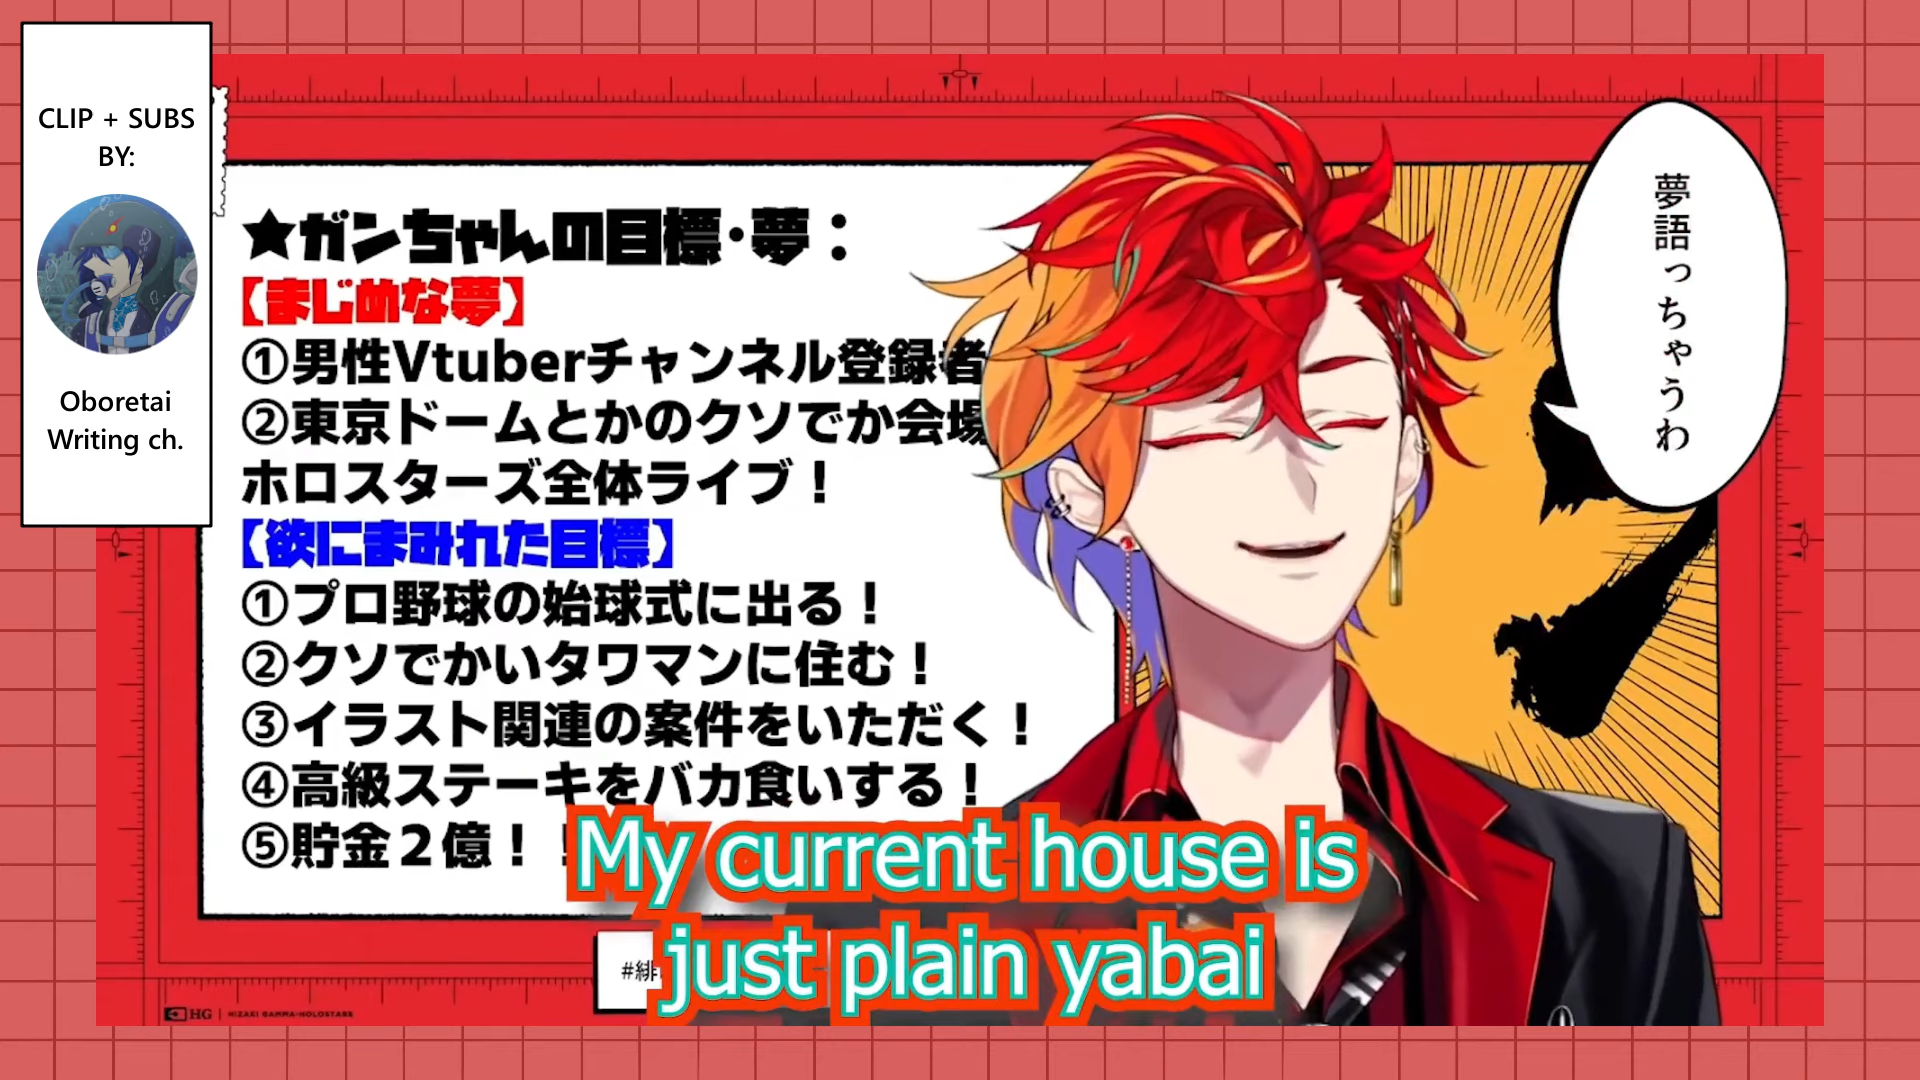 CLIP + SUBS
BY:
Oboretai
Writing ch.
★ガンちゃんの目標・夢：
【まじめな夢】
①男性Vtuberチャンネル登録者
②東京ドームとかのクソでか会場
ホロスターズ全体ライブ！
【欲にまみれた目標】
①プロ野球の始球式に出る！
②クソでかいタワマンに住む！
③イラスト関連の案件をいただく！
④高級ステーキをバカ食いする！
⑤貯金２億！！
夢語っちゃうわ
My current house is
just plain yabai
#緋
HG | HIZAKI GAMMA・HOLOSTARS